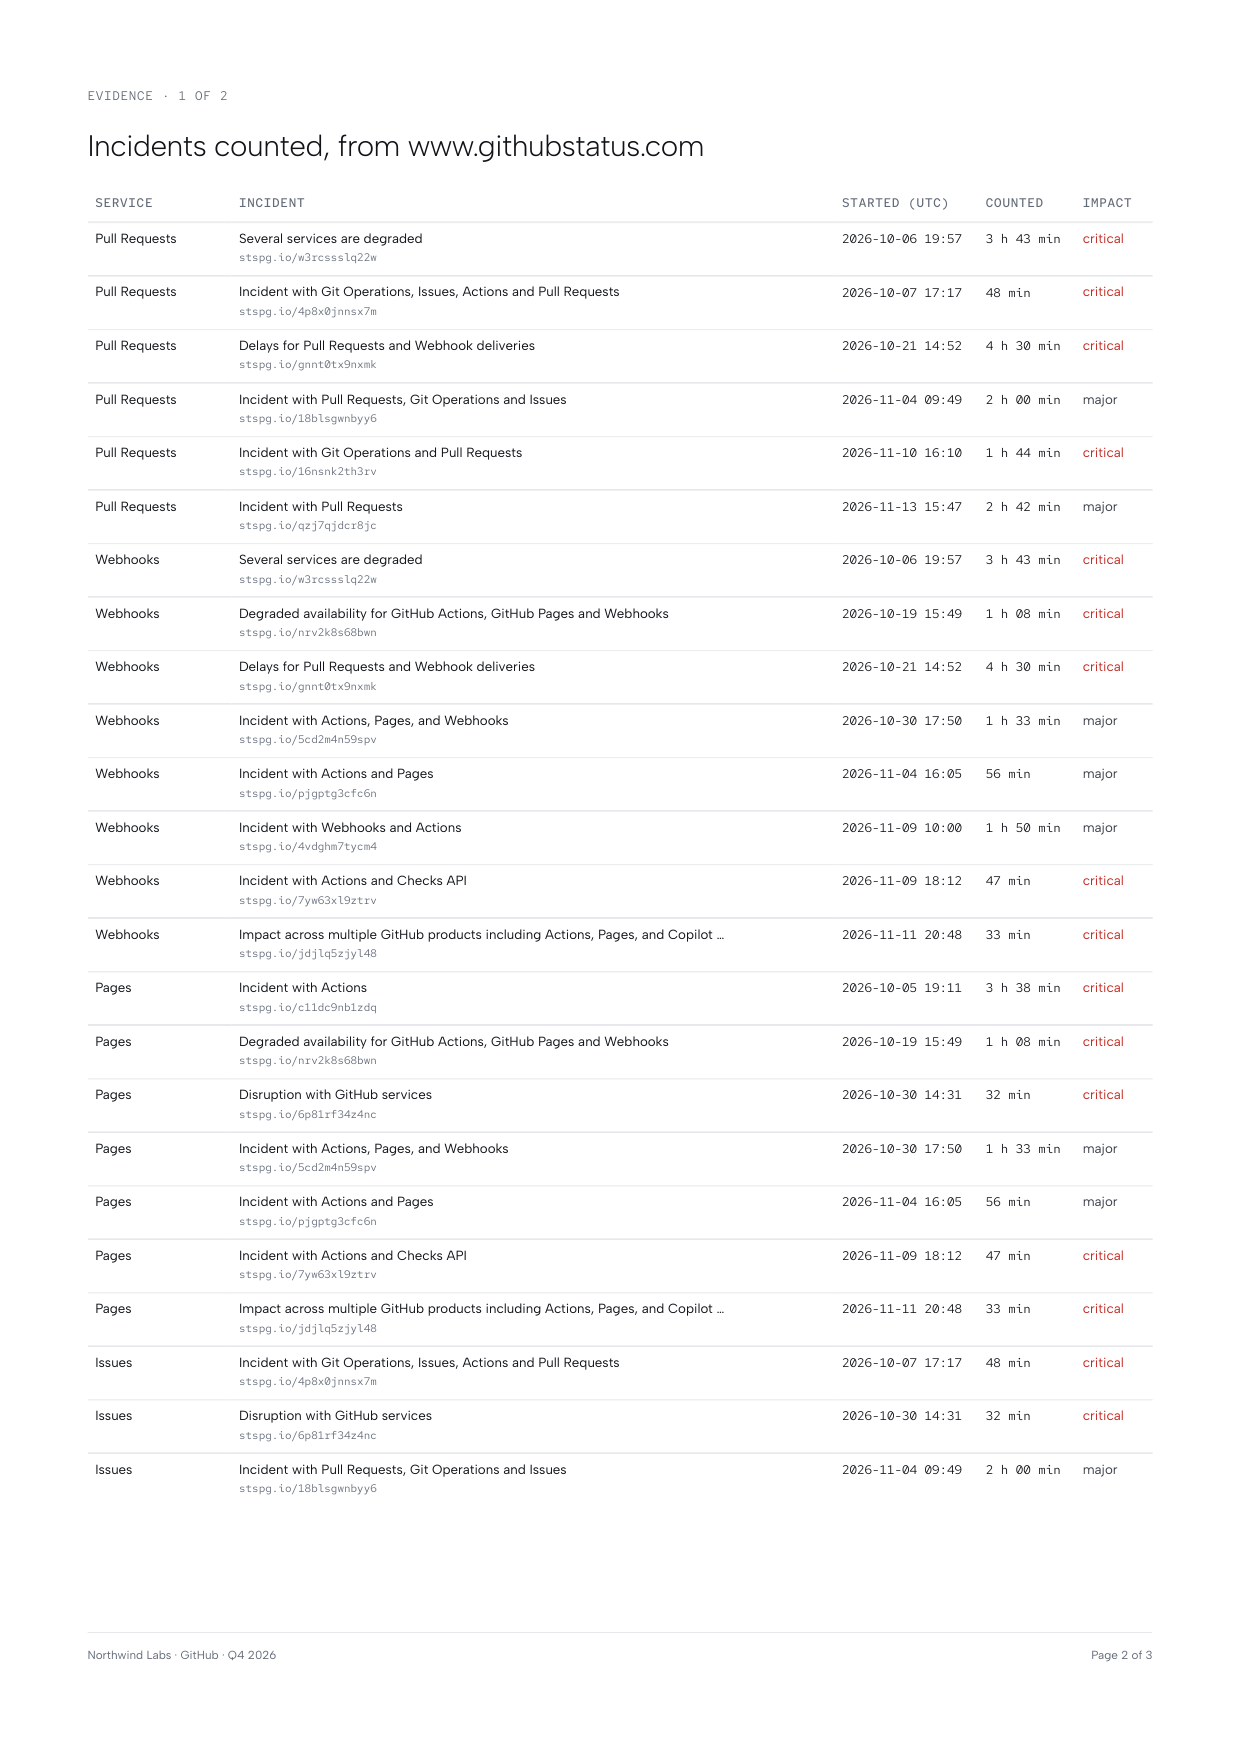 EVIDENCE · 1 OF 2
Incidents counted, from www.githubstatus.com
SERVICE INCIDENT STARTED (UTC) COUNTED IMPACT
Pull Requests Several services are degraded 2026-10-06 19:57 3 h 43 min critical
stspg.io/w3rcssslq22w
Pull Requests Incident with Git Operations, Issues, Actions and Pull Requests 2026-10-07 17:17 48 min critical
stspg.io/4p8x0jnnsx7m
Pull Requests Delays for Pull Requests and Webhook deliveries 2026-10-21 14:52 4 h 30 min critical
stspg.io/gnnt0tx9nxmk
Pull Requests Incident with Pull Requests, Git Operations and Issues 2026-11-04 09:49 2 h 00 min major
stspg.io/18blsgwnbyy6
Pull Requests Incident with Git Operations and Pull Requests 2026-11-10 16:10 1 h 44 min critical
stspg.io/16nsnk2th3rv
Pull Requests Incident with Pull Requests 2026-11-13 15:47 2 h 42 min major
stspg.io/qzj7qjdcr8jc
Webhooks Several services are degraded 2026-10-06 19:57 3 h 43 min critical
stspg.io/w3rcssslq22w
Webhooks Degraded availability for GitHub Actions, GitHub Pages and Webhooks 2026-10-19 15:49 1 h 08 min critical
stspg.io/nrv2k8s68bwn
Webhooks Delays for Pull Requests and Webhook deliveries 2026-10-21 14:52 4 h 30 min critical
stspg.io/gnnt0tx9nxmk
Webhooks Incident with Actions, Pages, and Webhooks 2026-10-30 17:50 1 h 33 min major
stspg.io/5cd2m4n59spv
Webhooks Incident with Actions and Pages 2026-11-04 16:05 56 min major
stspg.io/pjgptg3cfc6n
Webhooks Incident with Webhooks and Actions 2026-11-09 10:00 1 h 50 min major
stspg.io/4vdghm7tycm4
Webhooks Incident with Actions and Checks API 2026-11-09 18:12 47 min critical
stspg.io/7yw63xl9ztrv
Webhooks Impact across multiple GitHub products including Actions, Pages, and Copilot … 2026-11-11 20:48 33 min critical
stspg.io/jdjlq5zjyl48
Pages Incident with Actions 2026-10-05 19:11 3 h 38 min critical
stspg.io/c11dc9nb1zdq
Pages Degraded availability for GitHub Actions, GitHub Pages and Webhooks 2026-10-19 15:49 1 h 08 min critical
stspg.io/nrv2k8s68bwn
Pages Disruption with GitHub services 2026-10-30 14:31 32 min critical
stspg.io/6p81rf34z4nc
Pages Incident with Actions, Pages, and Webhooks 2026-10-30 17:50 1 h 33 min major
stspg.io/5cd2m4n59spv
Pages Incident with Actions and Pages 2026-11-04 16:05 56 min major
stspg.io/pjgptg3cfc6n
Pages Incident with Actions and Checks API 2026-11-09 18:12 47 min critical
stspg.io/7yw63xl9ztrv
Pages Impact across multiple GitHub products including Actions, Pages, and Copilot … 2026-11-11 20:48 33 min critical
stspg.io/jdjlq5zjyl48
Issues Incident with Git Operations, Issues, Actions and Pull Requests 2026-10-07 17:17 48 min critical
stspg.io/4p8x0jnnsx7m
Issues Disruption with GitHub services 2026-10-30 14:31 32 min critical
stspg.io/6p81rf34z4nc
Issues Incident with Pull Requests, Git Operations and Issues 2026-11-04 09:49 2 h 00 min major
stspg.io/18blsgwnbyy6
Northwind Labs · GitHub · Q4 2026 Page 2 of 3